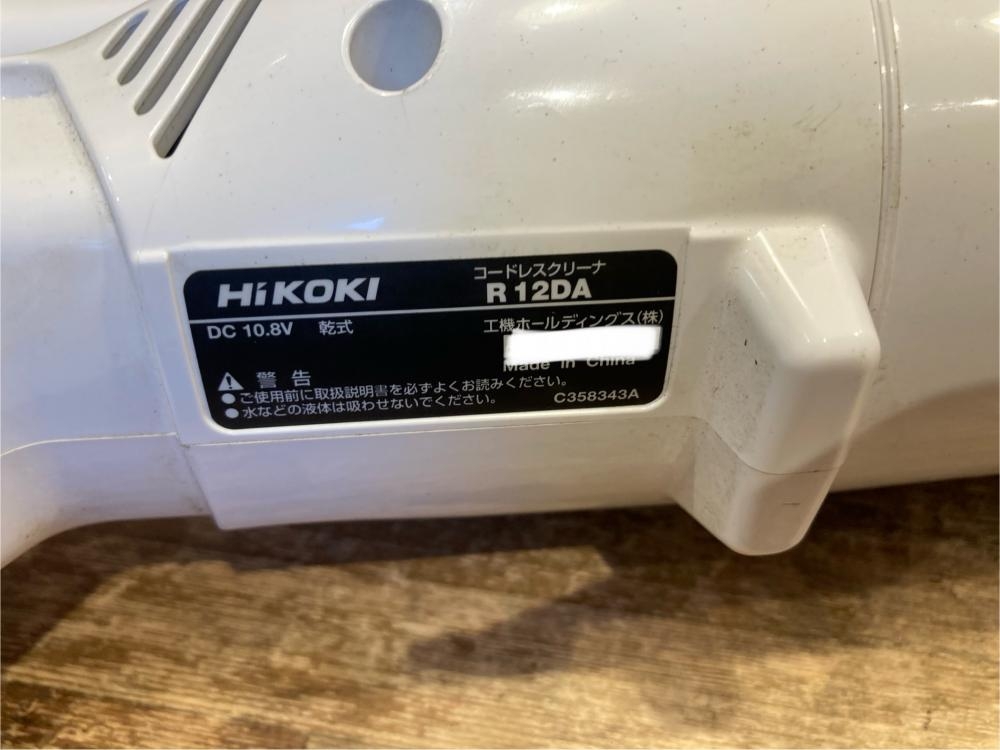 HiKOKI
コードレスクリーナ
R 12DA
DC 10.8V 乾式
工機ホールディングス(株)
Made in China
警告
●ご使用前に取扱説明書を必ずよくお読みください。
●水などの液体は吸わせないでください。
C358343A